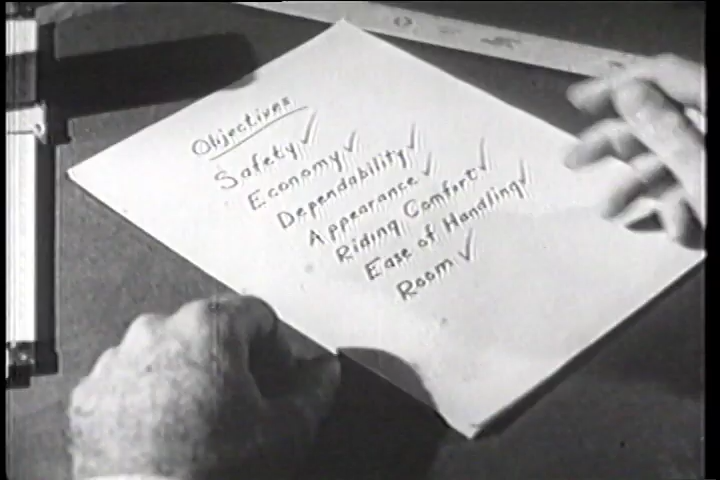 Objectives
Safety ✓
Economy ✓
Dependability ✓
Appearance ✓
Riding Comfort ✓
Ease of Handling ✓
Room ✓